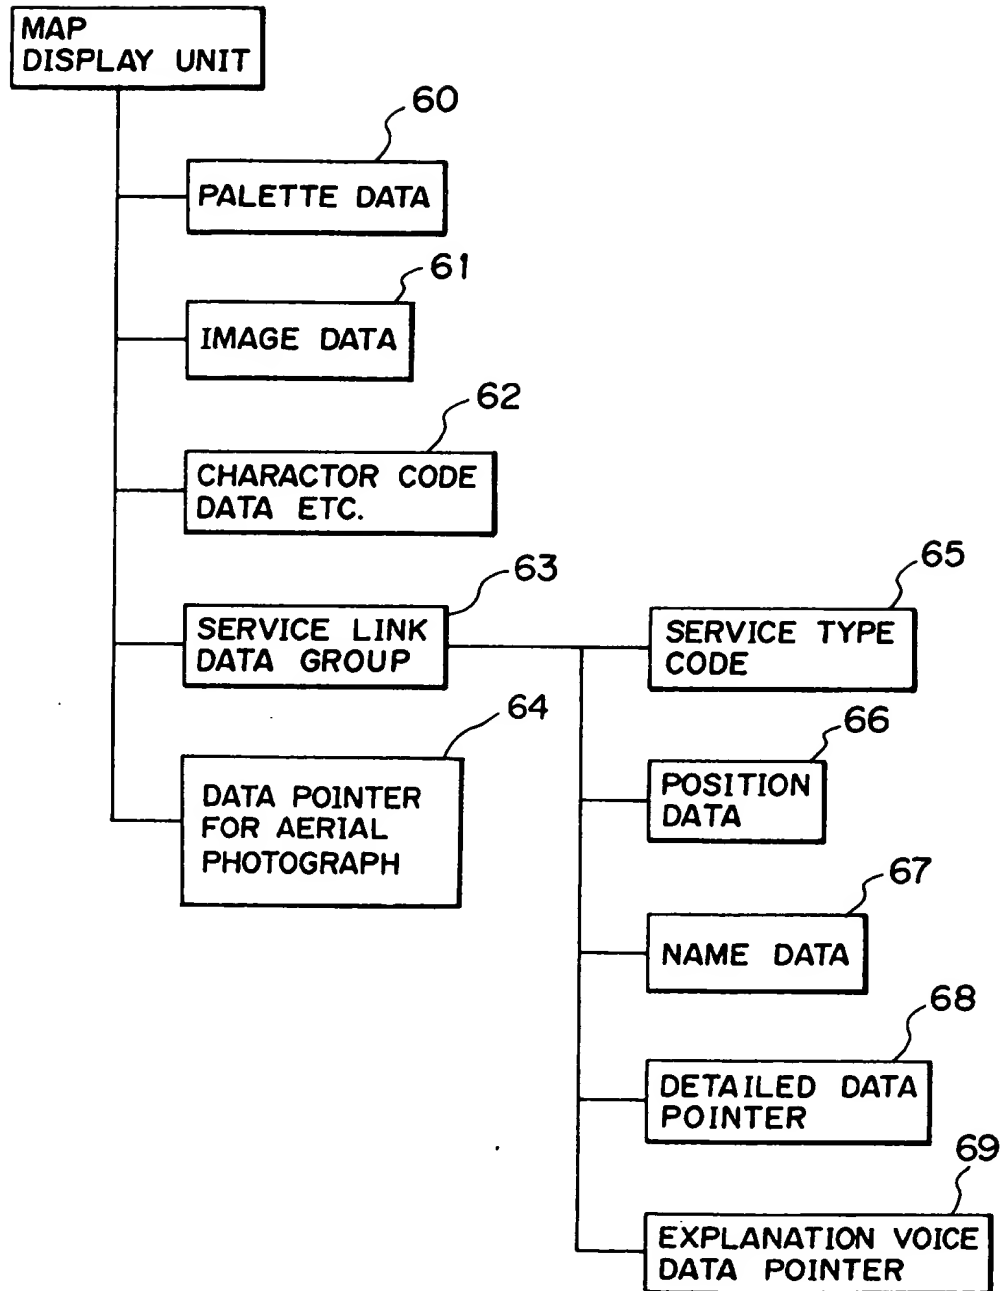 MAP
DISPLAY UNIT
60
PALETTE DATA
61
IMAGE DATA
62
CHARACTOR CODE
DATA ETC.
63
SERVICE LINK
DATA GROUP
64
DATA POINTER
FOR AERIAL
PHOTOGRAPH
65
SERVICE TYPE
CODE
66
POSITION
DATA
67
NAME DATA
68
DETAILED DATA
POINTER
69
EXPLANATION VOICE
DATA POINTER